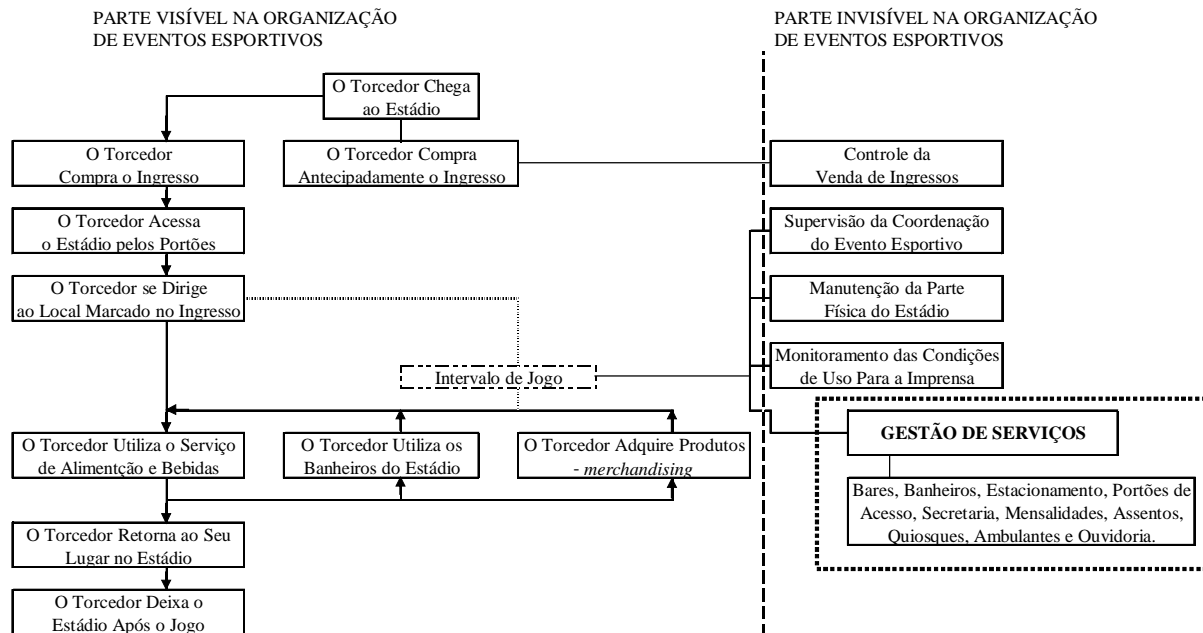 PARTE VISÍVEL NA ORGANIZAÇÃO
DE EVENTOS ESPORTIVOS
PARTE INVISÍVEL NA ORGANIZAÇÃO
DE EVENTOS ESPORTIVOS
O Torcedor Chega
ao Estádio
O Torcedor
Compra o Ingresso
O Torcedor Compra
Antecipadamente o Ingresso
Controle da
Venda de Ingressos
O Torcedor Acessa
o Estádio pelos Portões
Supervisão da Coordenação
do Evento Esportivo
O Torcedor se Dirige
ao Local Marcado no Ingresso
Manutenção da Parte
Física do Estádio
Intervalo de Jogo
Monitoramento das Condições
de Uso Para a Imprensa
O Torcedor Utiliza o Serviço
de Alimentção e Bebidas
O Torcedor Utiliza os
Banheiros do Estádio
O Torcedor Adquire Produtos
- merchandising
GESTÃO DE SERVIÇOS
Bares, Banheiros, Estacionamento, Portões de
Acesso, Secretaria, Mensalidades, Assentos,
Quiosques, Ambulantes e Ouvidoria.
O Torcedor Retorna ao Seu
Lugar no Estádio
O Torcedor Deixa o
Estádio Após o Jogo